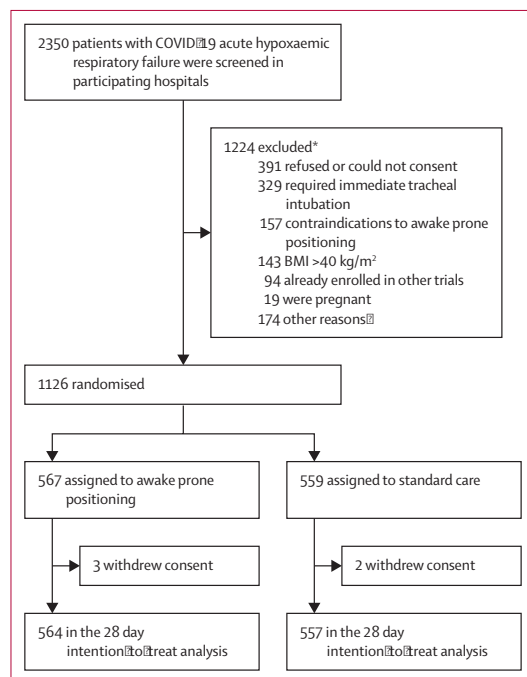 2350 patients with COVID�19 acute hypoxaemic
respiratory failure were screened in
participating hospitals
1224 excluded*
391 refused or could not consent
329 required immediate tracheal
intubation
157 contraindications to awake prone
positioning
143 BMI >40 kg/m²
94 already enrolled in other trials
19 were pregnant
174 other reasons�
1126 randomised
567 assigned to awake prone
positioning
559 assigned to standard care
3 withdrew consent
2 withdrew consent
564 in the 28 day
intention�to�treat analysis
557 in the 28 day
intention�to�treat analysis